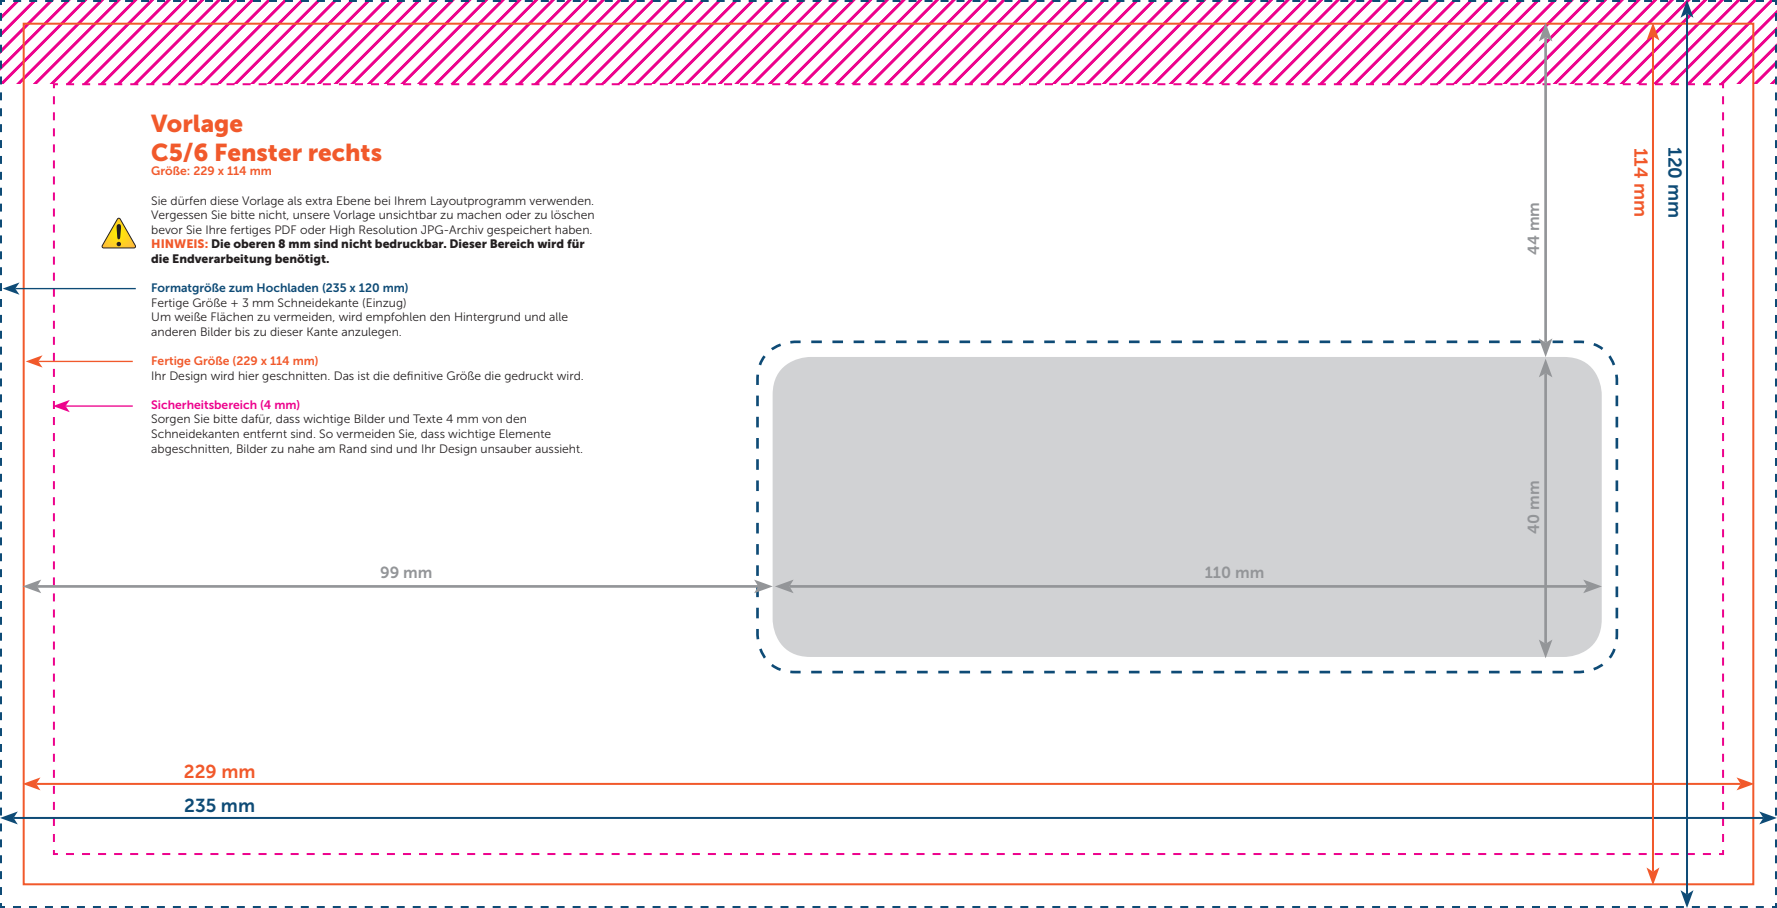 Vorlage
C5/6 Fenster rechts
Größe: 229 x 114 mm
Sie dürfen diese Vorlage als extra Ebene bei Ihrem Layoutprogramm verwenden.
Vergessen Sie bitte nicht, unsere Vorlage unsichtbar zu machen oder zu löschen
bevor Sie Ihre fertiges PDF oder High Resolution JPG-Archiv gespeichert haben.
HINWEIS: Die oberen 8 mm sind nicht bedruckbar. Dieser Bereich wird für
die Endverarbeitung benötigt.
Formatgröße zum Hochladen (235 x 120 mm)
Fertige Größe + 3 mm Schneidekante (Einzug)
Um weiße Flächen zu vermeiden, wird empfohlen den Hintergrund und alle
anderen Bilder bis zu dieser Kante anzulegen.
Fertige Größe (229 x 114 mm)
Ihr Design wird hier geschnitten. Das ist die definitive Größe die gedruckt wird.
Sicherheitsbereich (4 mm)
Sorgen Sie bitte dafür, dass wichtige Bilder und Texte 4 mm von den
Schneidekanten entfernt sind. So vermeiden Sie, dass wichtige Elemente
abgeschnitten, Bilder zu nahe am Rand sind und Ihr Design unsauber aussieht.
44 mm
114 mm
120 mm
40 mm
99 mm
110 mm
229 mm
235 mm